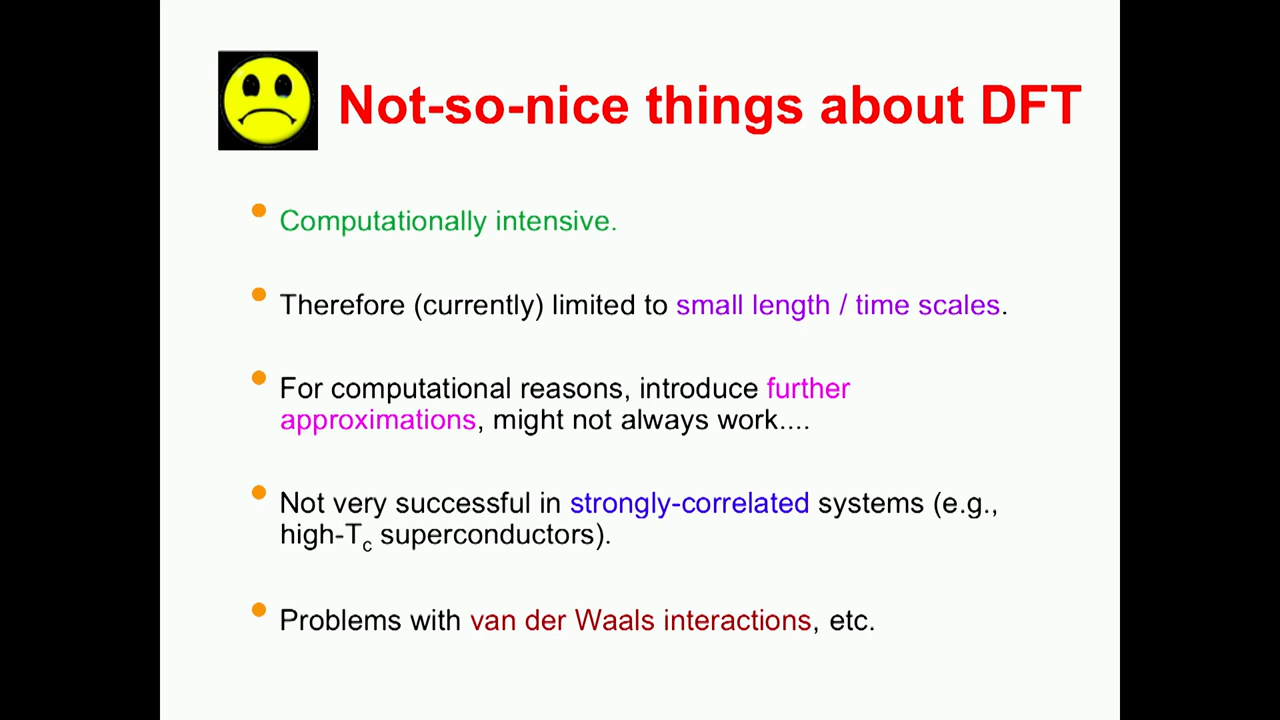 Not-so-nice things about DFT
• Computationally intensive.
• Therefore (currently) limited to small length / time scales.
• For computational reasons, introduce further
approximations, might not always work....
• Not very successful in strongly-correlated systems (e.g.,
high-Tc superconductors).
• Problems with van der Waals interactions, etc.